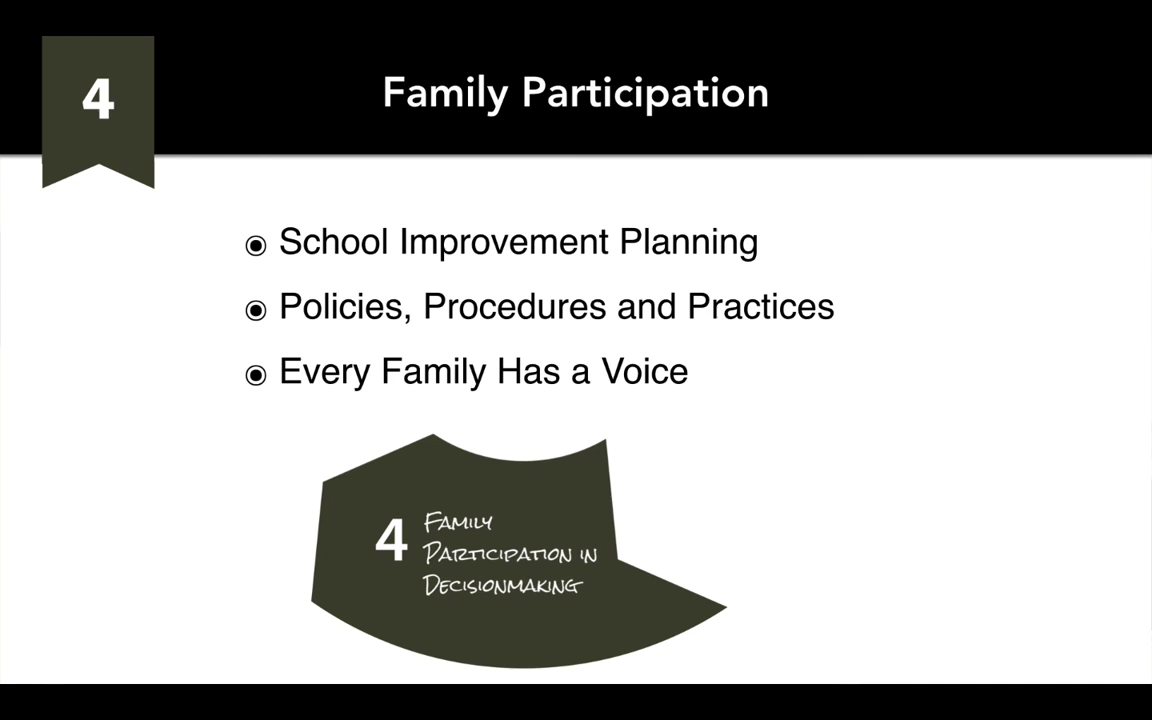 4
Family Participation
School Improvement Planning
Policies, Procedures and Practices
Every Family Has a Voice
4
Family
Participation in
Decisionmaking